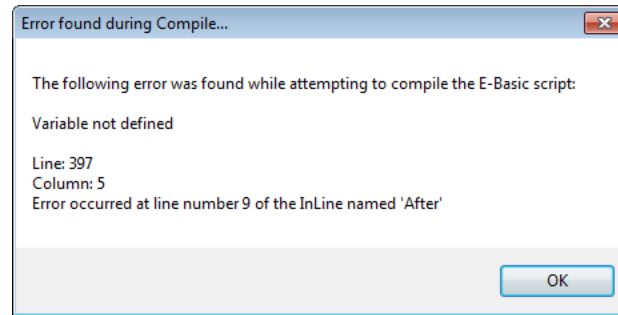 Error found during Compile...
The following error was found while attempting to compile the E-Basic script:
Variable not defined
Line: 397
Column: 5
Error occurred at line number 9 of the InLine named 'After'
OK